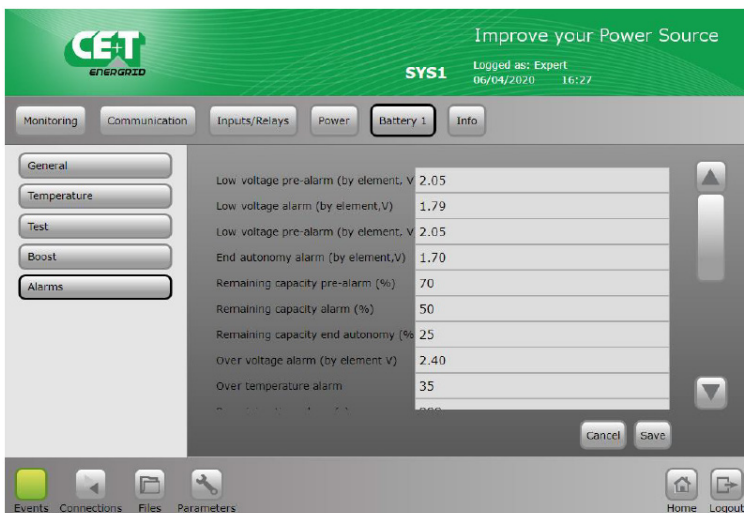 CE+T
ENERGRID
Improve your Power Source
SYS1
Logged as: Expert
06/04/2020 16:27
Monitoring
Communication
Inputs/Relays
Power
Battery 1
Info
General
Temperature
Test
Boost
Alarms
Low voltage pre-alarm (by element, V 2.05
Low voltage alarm (by element,V) 1.79
Low voltage pre-alarm (by element, V 2.05
End autonomy alarm (by element,V) 1.70
Remaining capacity pre-alarm (%) 70
Remaining capacity alarm (%) 50
Remaining capacity end autonomy (% 25
Over voltage alarm (by element V) 2.40
Over temperature alarm 35
Cancel
Save
Events
Connections
Files
Parameters
Home
Logout